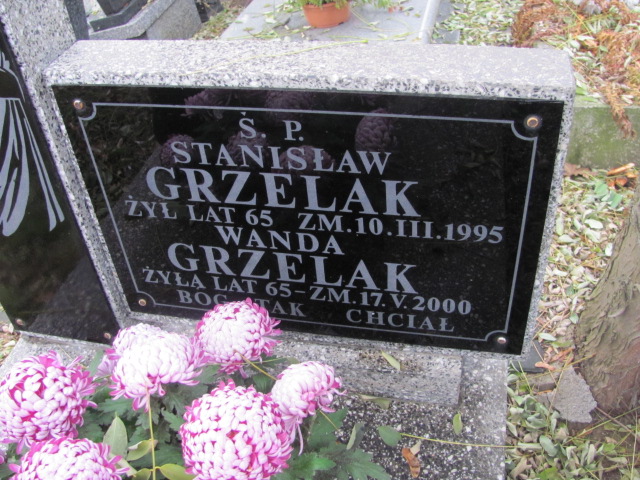 Ś. P.
STANISŁAW
GRZELAK
ŻYŁ LAT 65 ZM. 10. III. 1995
WANDA
GRZELAK
ŻYŁA LAT 65 - ZM. 17. V. 2000
BÓG TAK CHCIAŁ